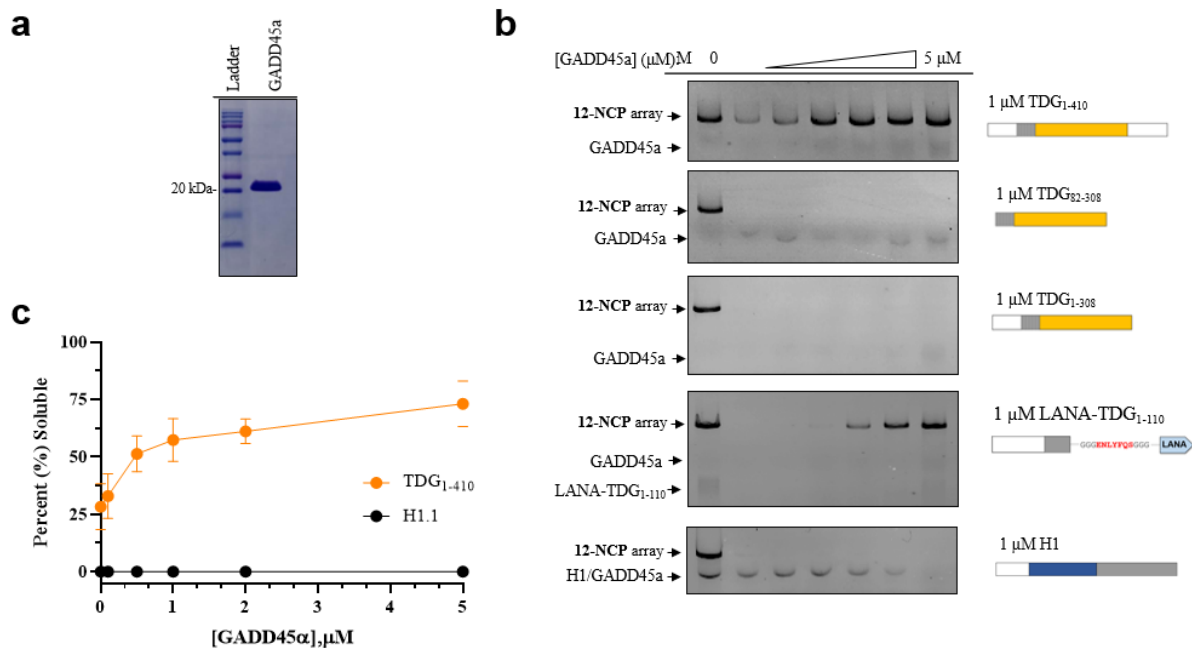 a
Ladder
GADD45a
20 kDa-
b
[GADD45a] (μM):M 0 5 μM
12-NCP array
GADD45a
1 μM TDG1-410
12-NCP array
GADD45a
1 μM TDG82-308
12-NCP array
GADD45a
1 μM TDG1-308
12-NCP array
GADD45a
LANA-TDG1-110
1 μM LANA-TDG1-110
GGGENLYFQSGGG LANA
12-NCP array
H1/GADD45a
1 μM H1
c
Percent (%) Soluble
100
75
50
25
0
TDG1-410
H1.1
0 1 2 3 4 5
[GADD45α],μM